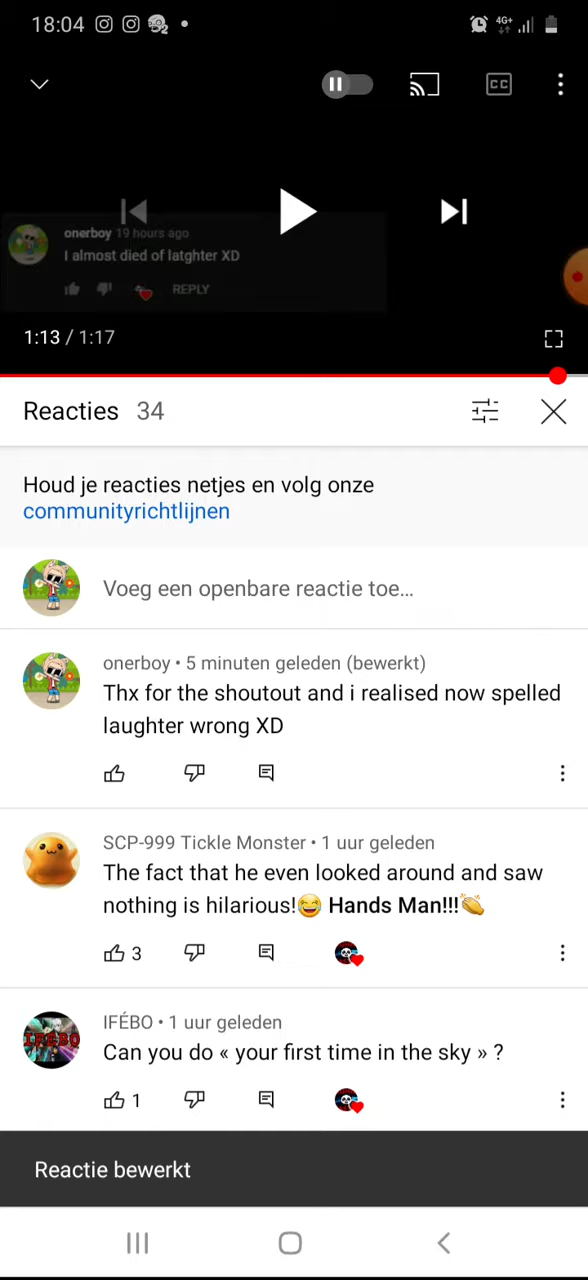 18:04
4G+
CC
onerboy 19 hours ago
I almost died of latghter XD
REPLY
1:13 / 1:17
Reacties 34
Houd je reacties netjes en volg onze
communityrichtlijnen
Voeg een openbare reactie toe...
onerboy • 5 minuten geleden (bewerkt)
Thx for the shoutout and i realised now spelled
laughter wrong XD
SCP-999 Tickle Monster • 1 uur geleden
The fact that he even looked around and saw
nothing is hilarious!😂 Hands Man!!!👏
3
IFÉBO
IFÉBO • 1 uur geleden
Can you do « your first time in the sky » ?
1
Reactie bewerkt